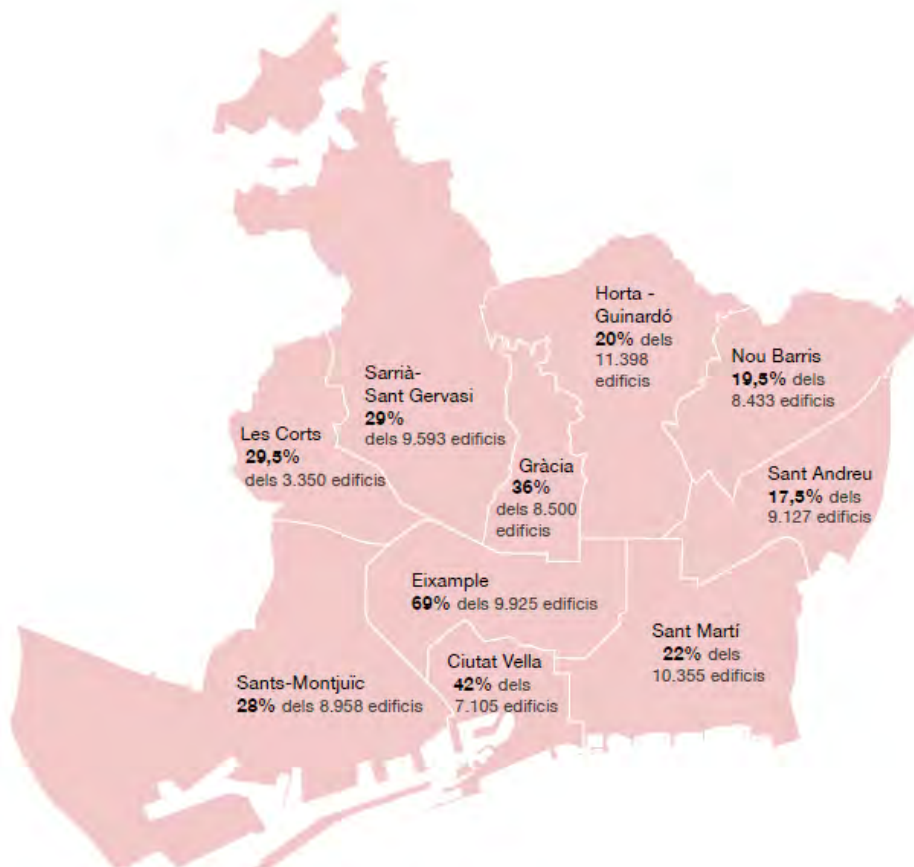 Horta -
Guinardó
20% dels
11.398
edificis
Nou Barris
19,5% dels
8.433 edificis
Sarrià-
Sant Gervasi
29%
dels 9.593 edificis
Les Corts
29,5%
dels 3.350 edificis
Gràcia
36%
dels 8.500
edificis
Sant Andreu
17,5% dels
9.127 edificis
Eixample
69% dels 9.925 edificis
Sant Martí
22% dels
10.355 edificis
Ciutat Vella
42% dels
7.105 edificis
Sants-Montjuïc
28% dels 8.958 edificis